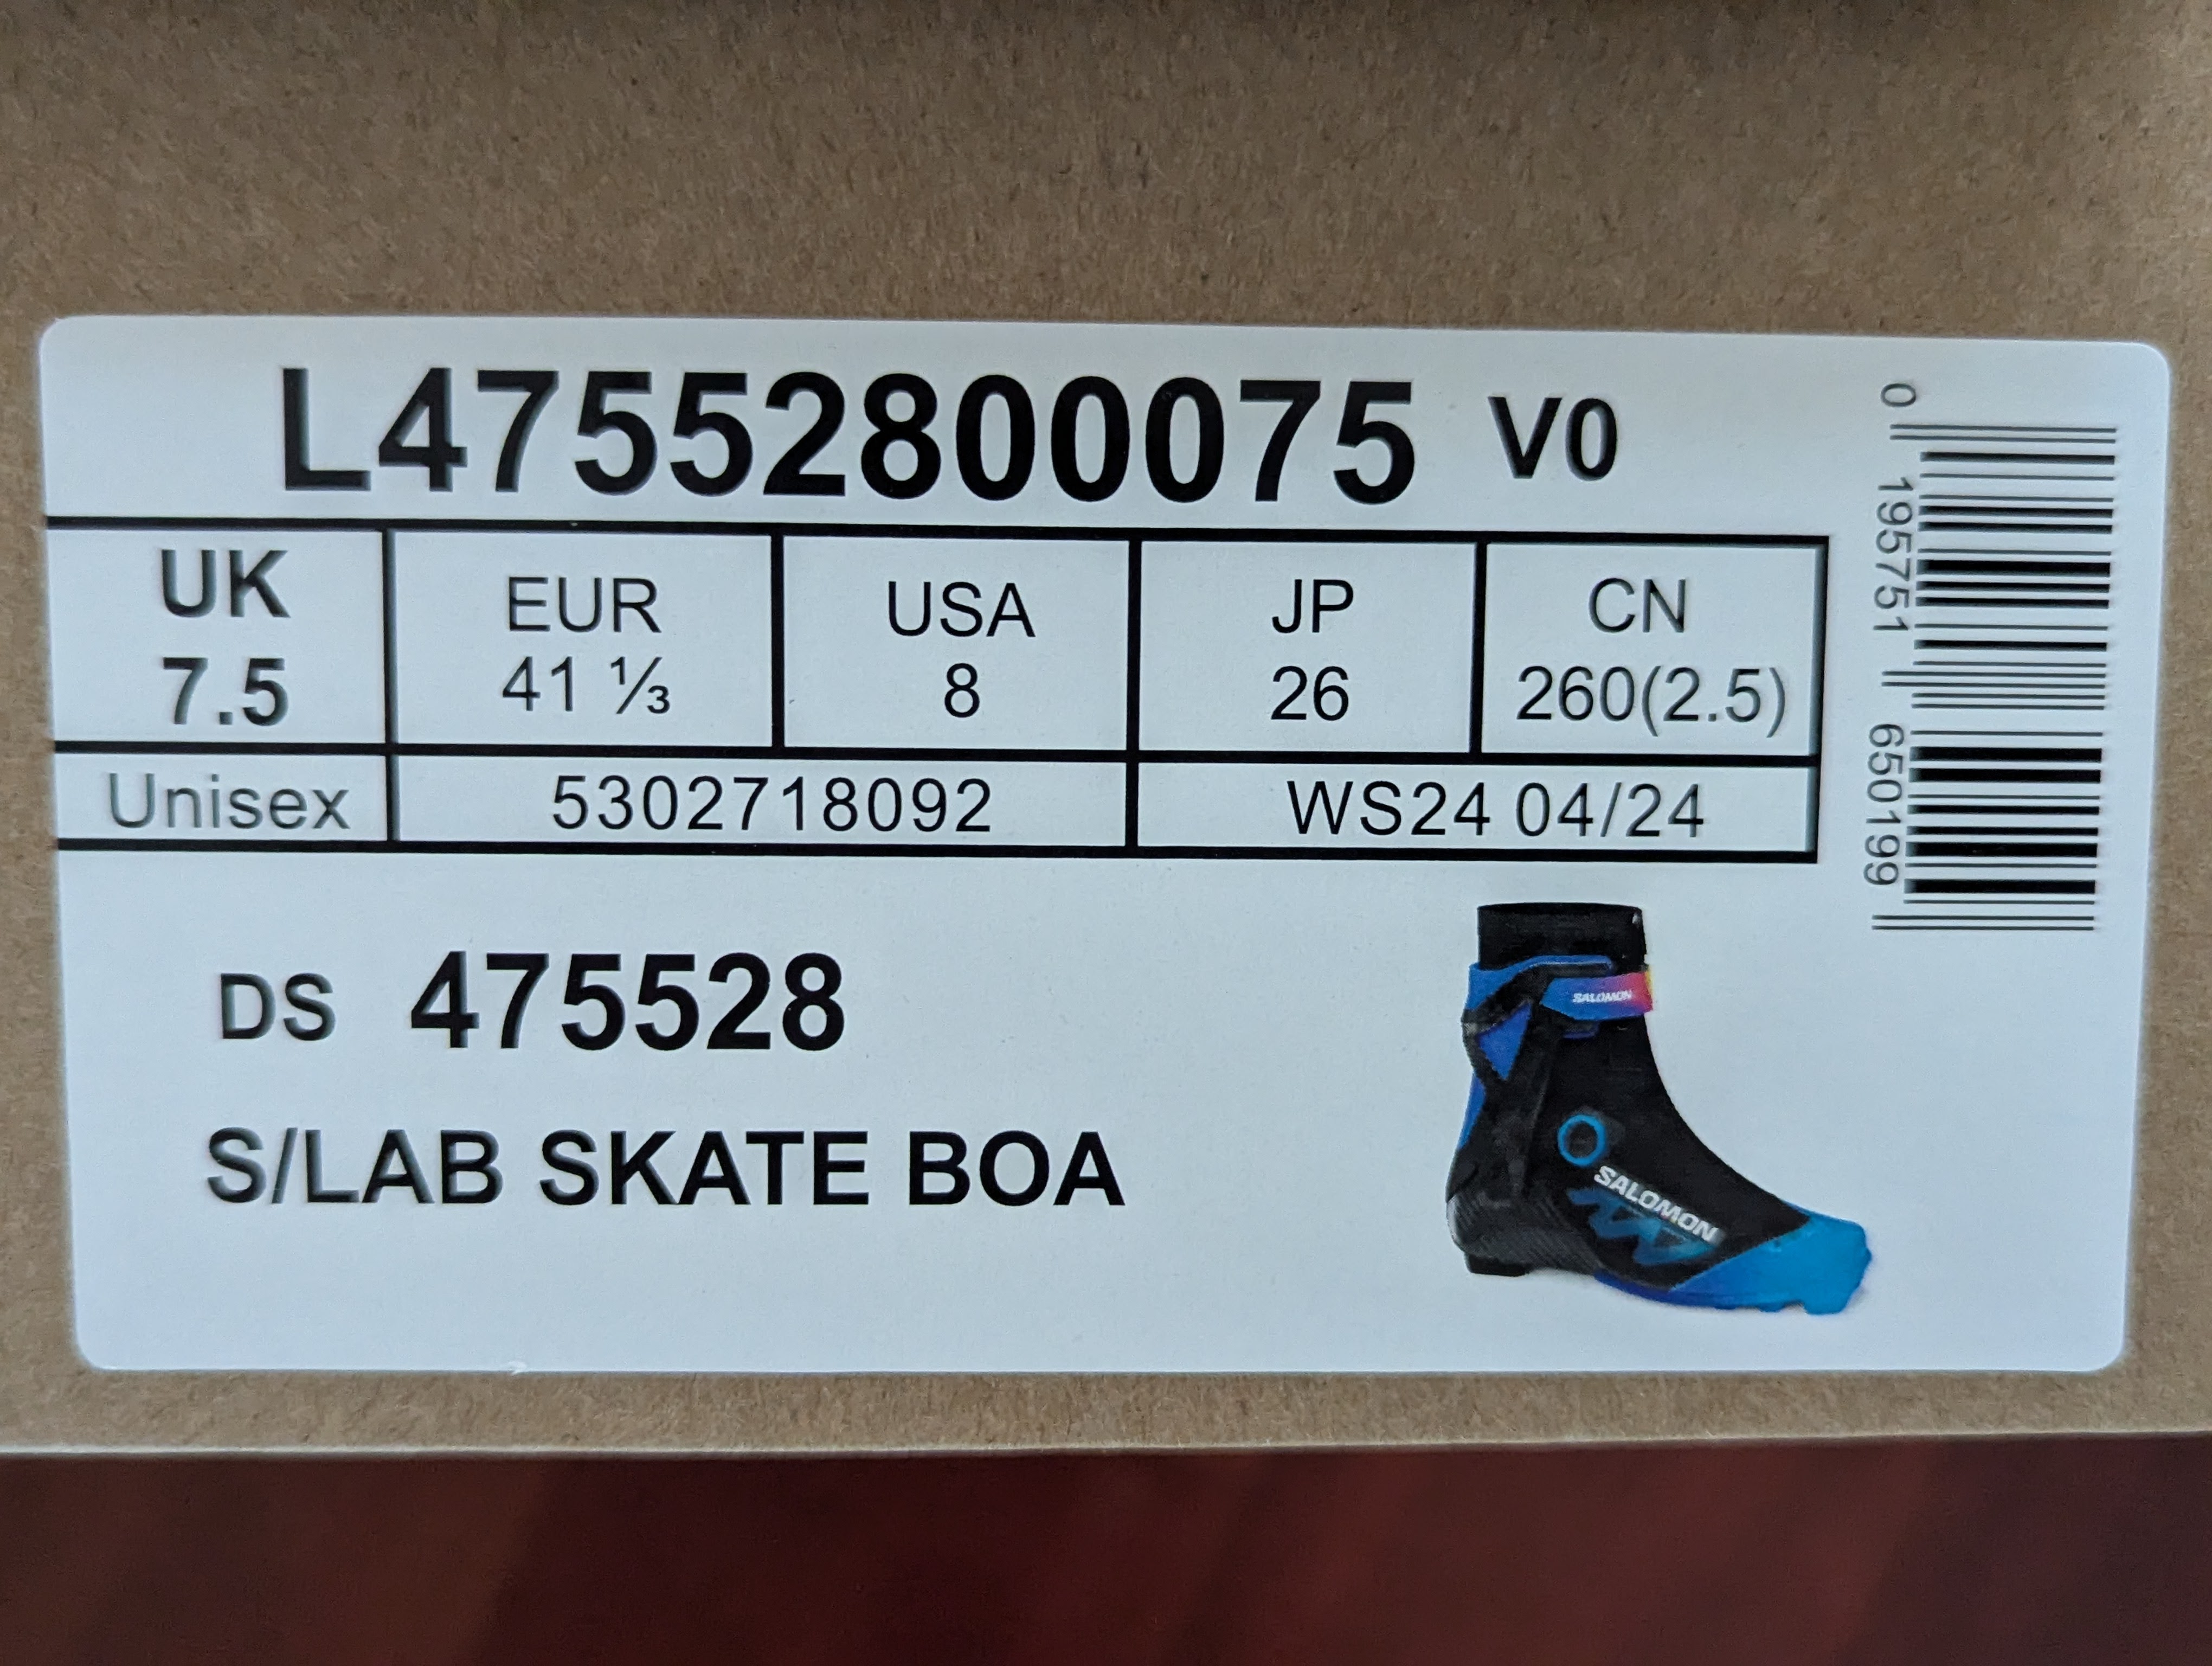 L47552800075 V0
UK EUR USA JP CN
7.5 41 ⅓ 8 26 260(2.5)
Unisex 5302718092 WS24 04/24
DS 475528
S/LAB SKATE BOA
0 195751 650199
SALOMON
SALOMON